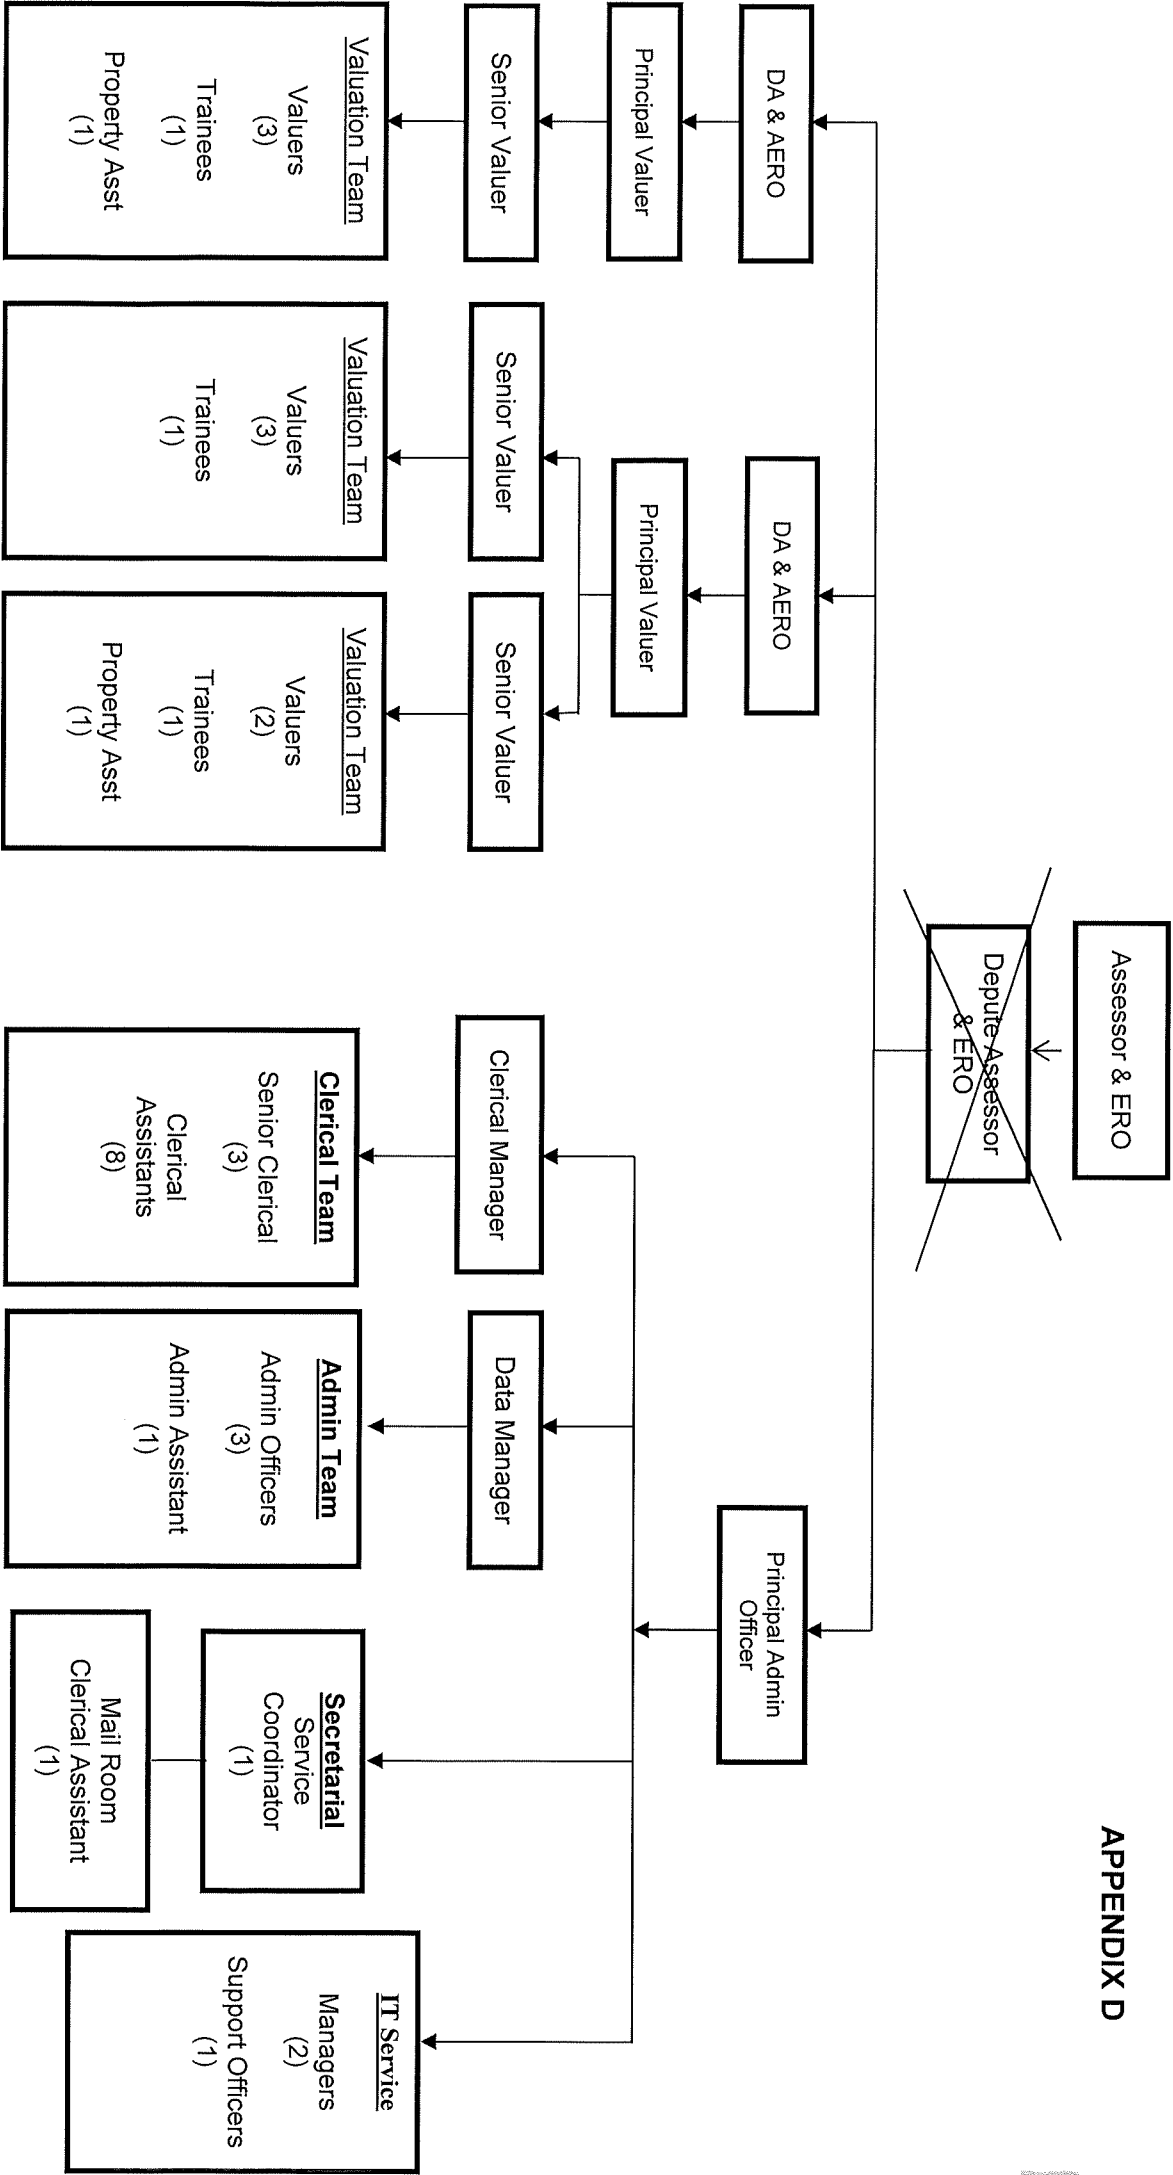 APPENDIX D
Assessor & ERO
Depute Assessor
& ERO
DA & AERO
DA & AERO
Principal Admin
Officer
Principal Valuer
Principal Valuer
Senior Valuer
Senior Valuer
Senior Valuer
Clerical Manager
Data Manager
Valuation Team
Valuers
(3)
Trainees
(1)
Property Asst
(1)
Valuation Team
Valuers
(3)
Trainees
(1)
Valuation Team
Valuers
(2)
Trainees
(1)
Property Asst
(1)
Clerical Team
Senior Clerical
(3)
Clerical
Assistants
(8)
Admin Team
Admin Officers
(3)
Admin Assistant
(1)
Secretarial
Service
Coordinator
(1)
Mail Room
Clerical Assistant
(1)
IT Service
Managers
(2)
Support Officers
(1)